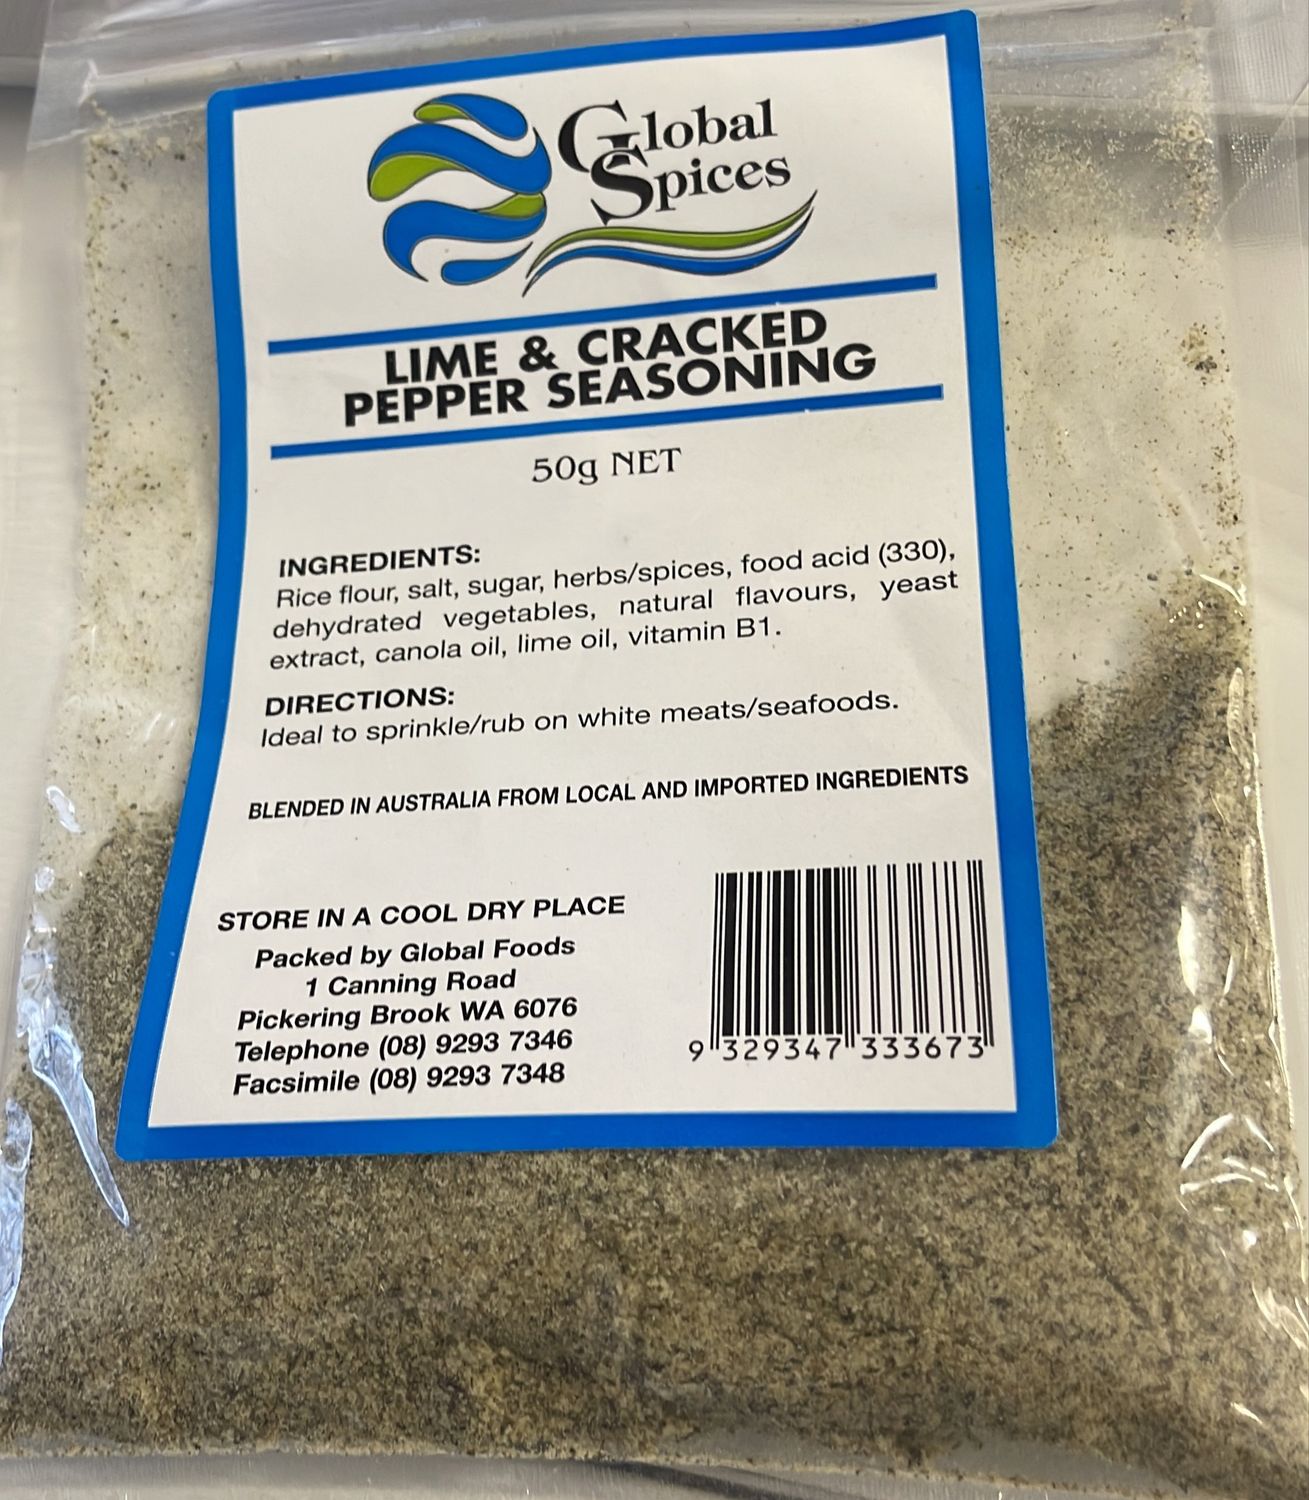 Global
Spices
LIME & CRACKED
PEPPER SEASONING
50g NET
INGREDIENTS:
Rice flour, salt, sugar, herbs/spices, food acid (330),
dehydrated vegetables, natural flavours, yeast
extract, canola oil, lime oil, vitamin B1.
DIRECTIONS:
Ideal to sprinkle/rub on white meats/seafoods.
BLENDED IN AUSTRALIA FROM LOCAL AND IMPORTED INGREDIENTS
STORE IN A COOL DRY PLACE
Packed by Global Foods
1 Canning Road
Pickering Brook WA 6076
Telephone (08) 9293 7346
Facsimile (08) 9293 7348
9 329347 333673